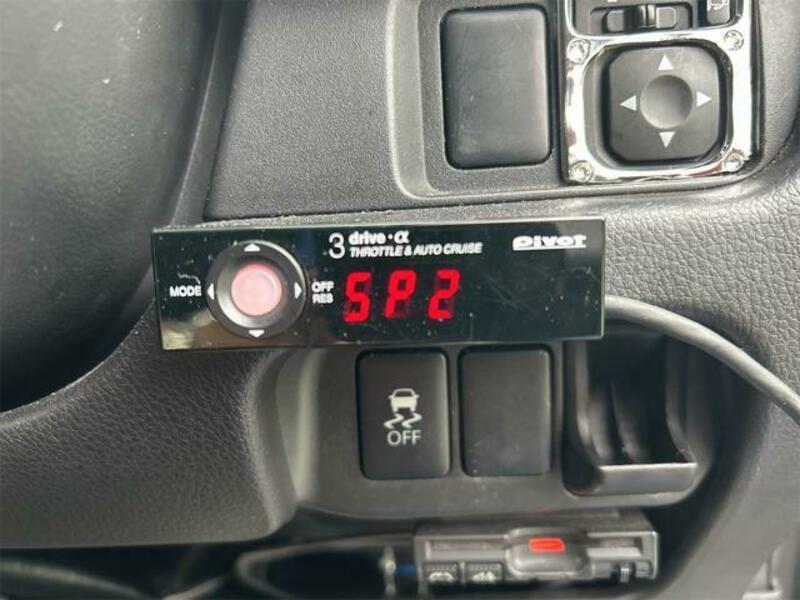 3 drive・α
THROTTLE & AUTO CRUISE
Pivot
MODE
OFF
RES
SP2
OFF